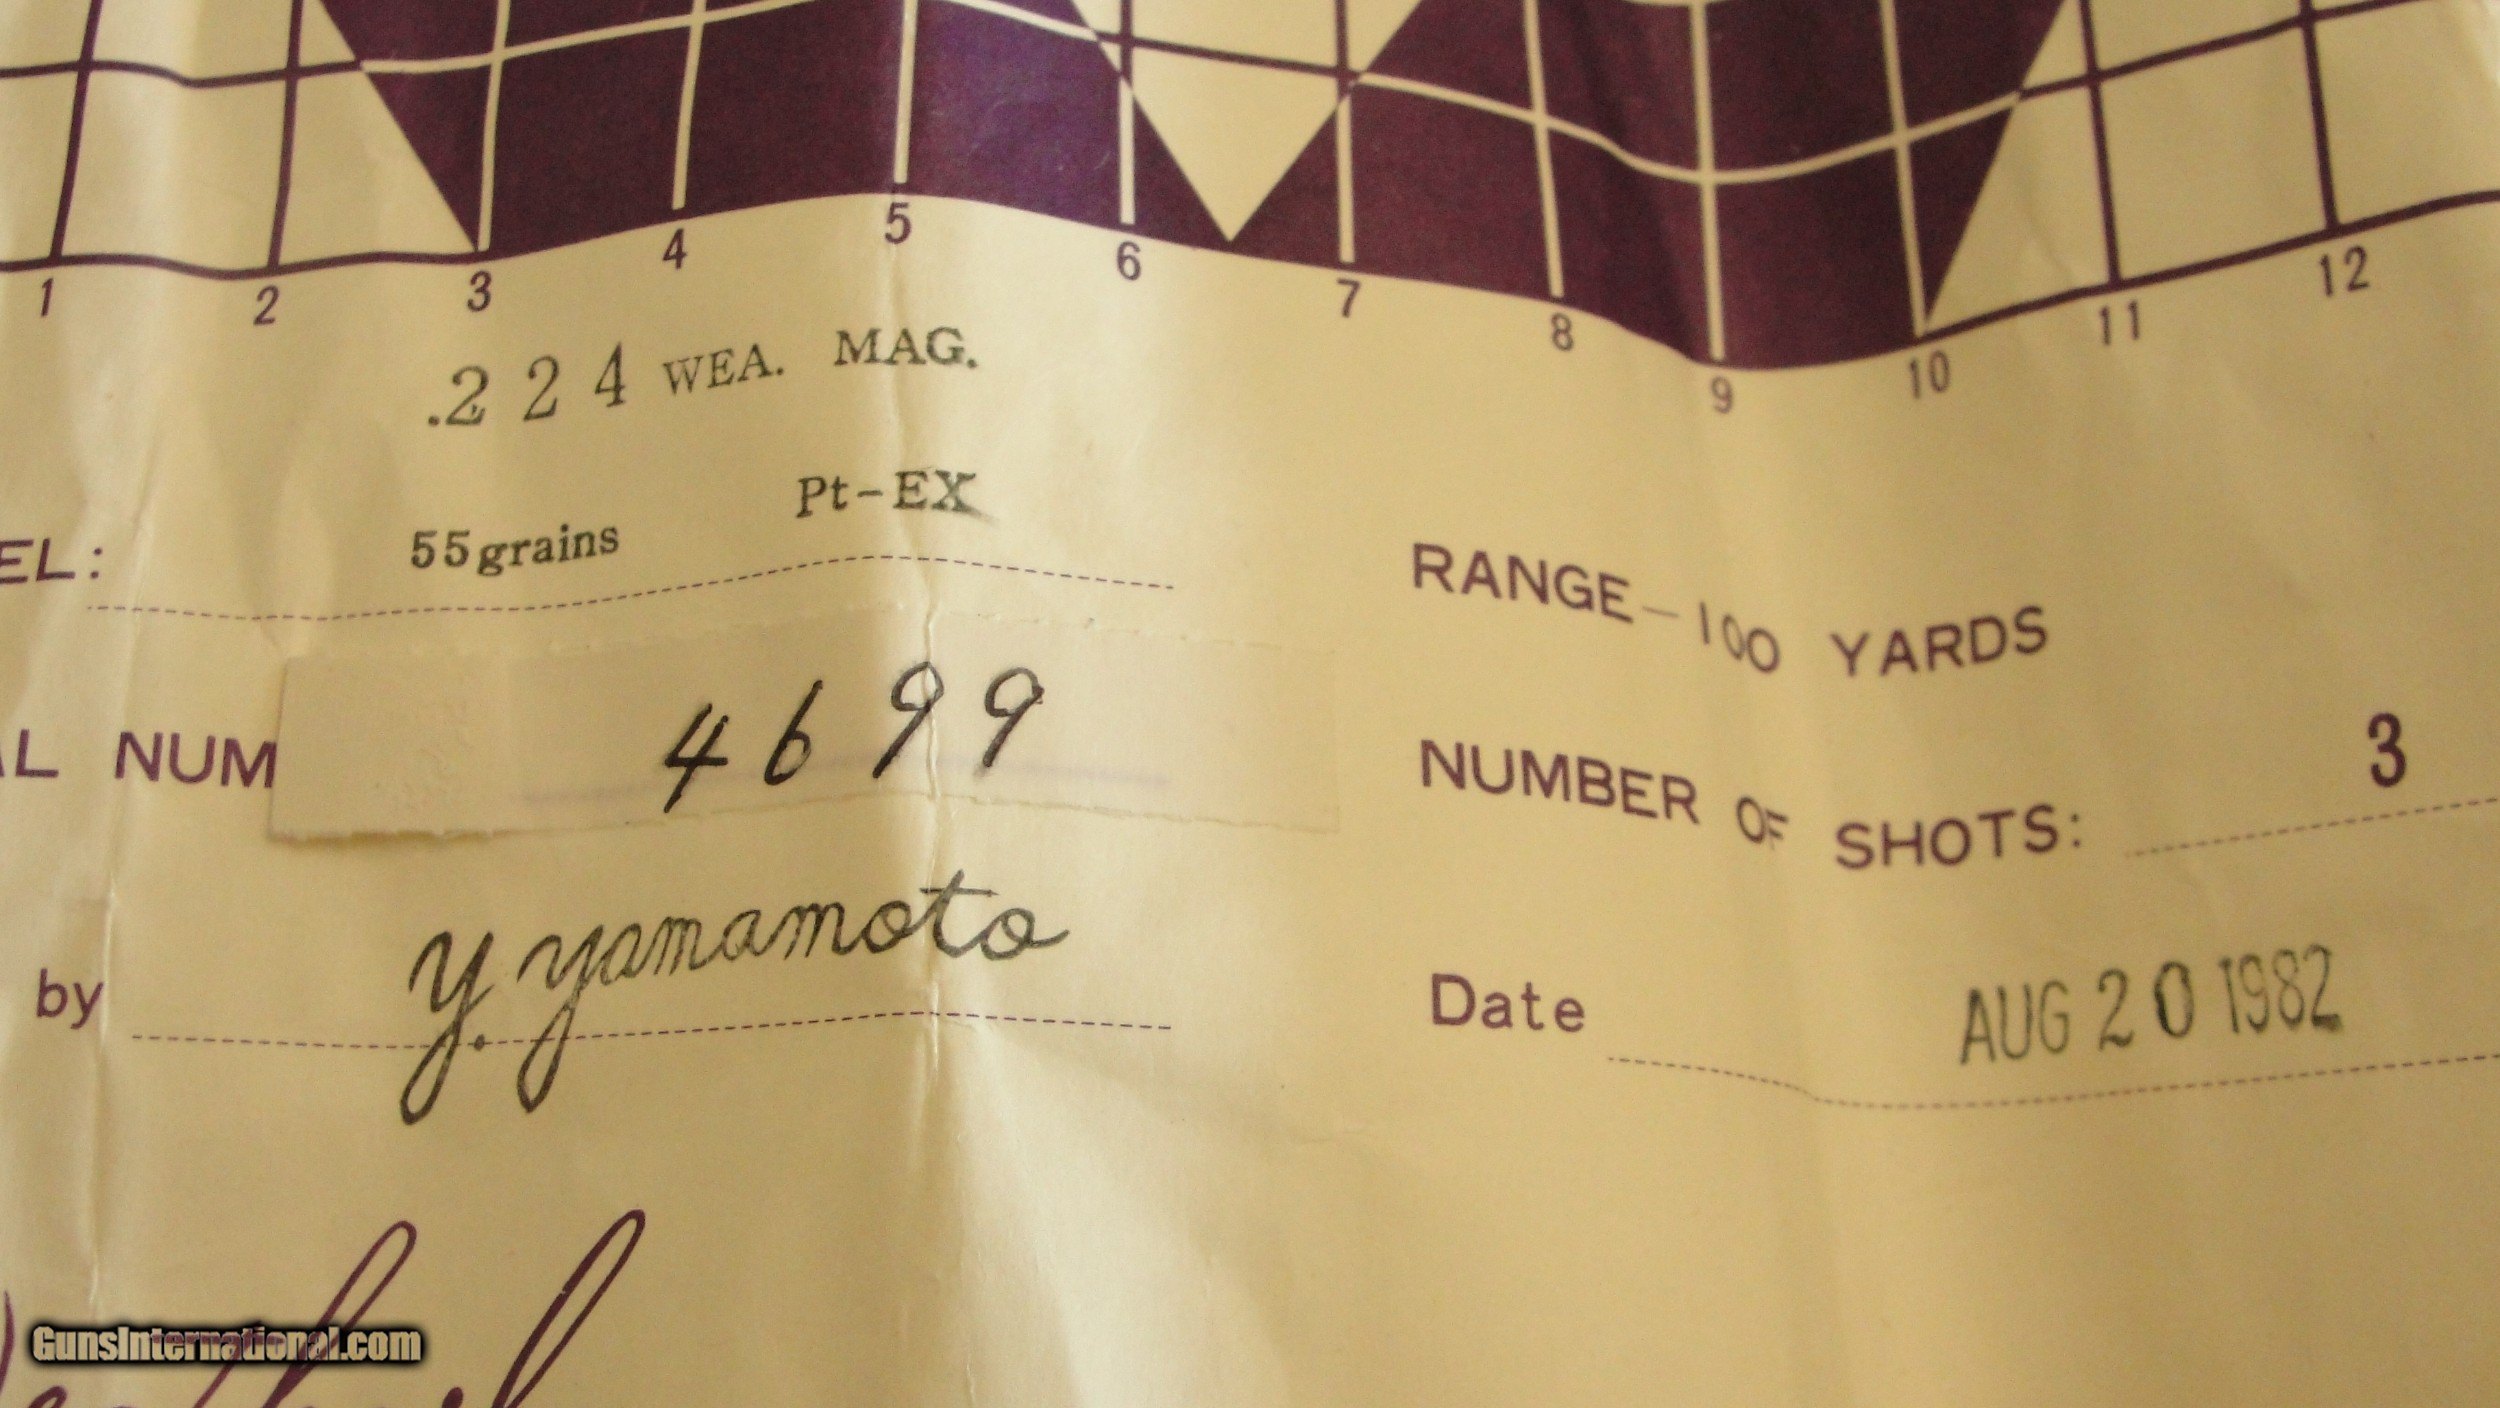 1 2 3 4 5 6 7 8 9 10 11 12
.224 WEA. MAG.
EL: 55grains Pt-EX
RANGE-100 YARDS
L NUM 4699
NUMBER OF SHOTS: 3
by y. yamamoto
Date AUG 20 1982
GunsInternational.com